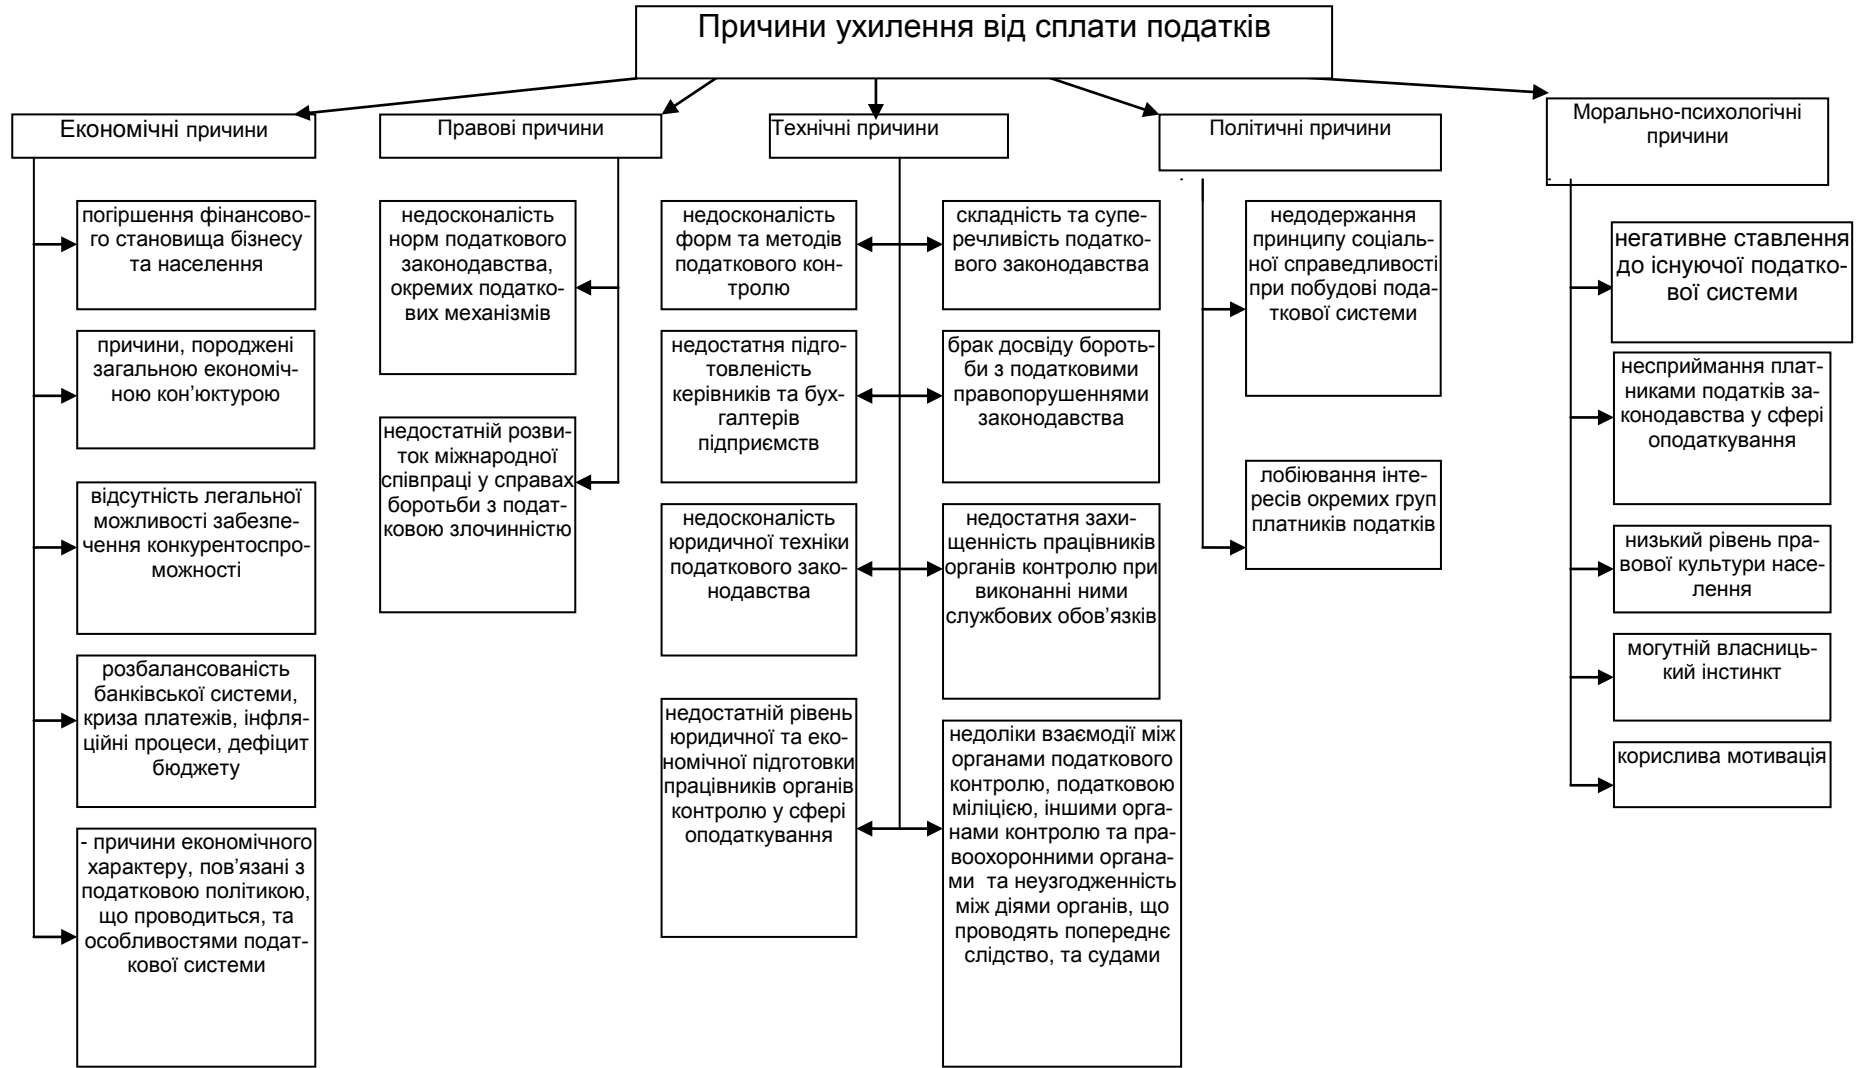 Причини ухилення від сплати податків
Економічні причини
погіршення фінансово-
го становища бізнесу
та населення
причини, породжені
загальною економіч-
ною кон’юктурою
відсутність легальної
можливості забезпе-
чення конкурентоспро-
можності
розбалансованість
банківської системи,
криза платежів, інфля-
ційні процеси, дефіцит
бюджету
- причини економічного
характеру, пов’язані з
податковою політикою,
що проводиться, та
особливостями подат-
кової системи
Правові причини
недосконалість
норм податкового
законодавства,
окремих податко-
вих механізмів
недостатній розви-
ток міжнародної
співпраці у справах
боротьби з подат-
ковою злочинністю
Технічні причини
недосконалість
форм та методів
податкового кон-
тролю
недостатня підго-
товленість
керівників та бух-
галтерів
підприємств
недосконалість
юридичної техніки
податкового зако-
нодавства
недостатній рівень
юридичної та еко-
номічної підготовки
працівників органів
контролю у сфері
оподаткування
складність та супе-
речливість податко-
вого законодавства
брак досвіду бороть-
би з податковими
правопорушеннями
законодавства
недостатня захи-
щенність працівників
органів контролю при
виконанні ними
службових обов’язків
недоліки взаємодії між
органами податкового
контролю, податковою
міліцією, іншими орга-
нами контролю та пра-
воохоронними органа-
ми та неузгодженність
між діями органів, що
проводять попереднє
слідство, та судами
Політичні причини
недодержання
принципу соціаль-
ної справедливості
при побудові пода-
ткової системи
лобіювання інте-
ресів окремих груп
платників податків
Морально-психологічні
причини
негативне ставлення
до існуючої податко-
вої системи
несприймання плат-
никами податків за-
конодавства у сфері
оподаткування
низький рівень пра-
вової культури насе-
лення
могутній власниць-
кий інстинкт
корислива мотивація